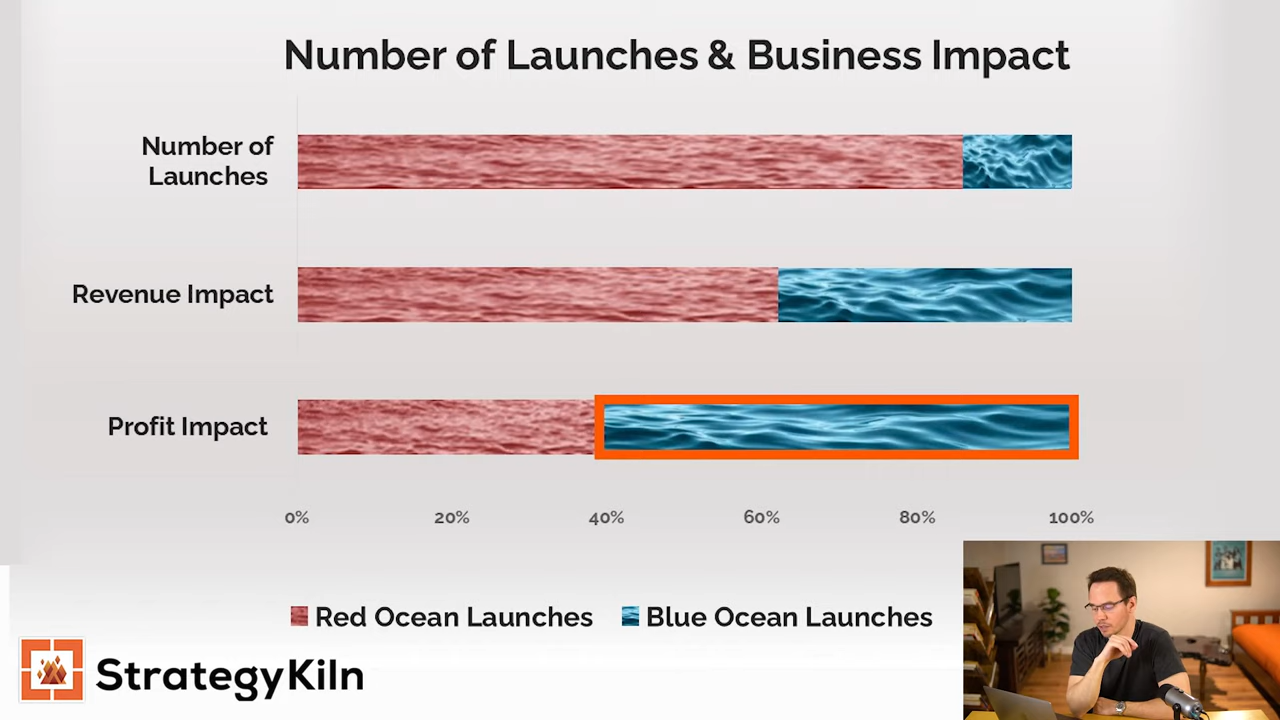 Number of Launches & Business Impact
Number of
Launches
Revenue Impact
Profit Impact
0% 20% 40% 60% 80% 100%
Red Ocean Launches Blue Ocean Launches
StrategyKiln